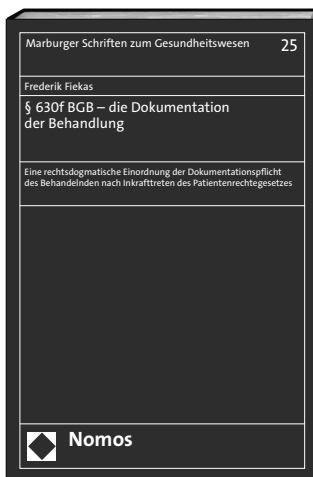 Marburger Schriften zum Gesundheitswesen 25
Frederik Fiekas
§ 630f BGB – die Dokumentation
der Behandlung
Eine rechtsdogmatische Einordnung der Dokumentationspflicht
des Behandelnden nach Inkrafttreten des Patientenrechtegesetzes
Nomos